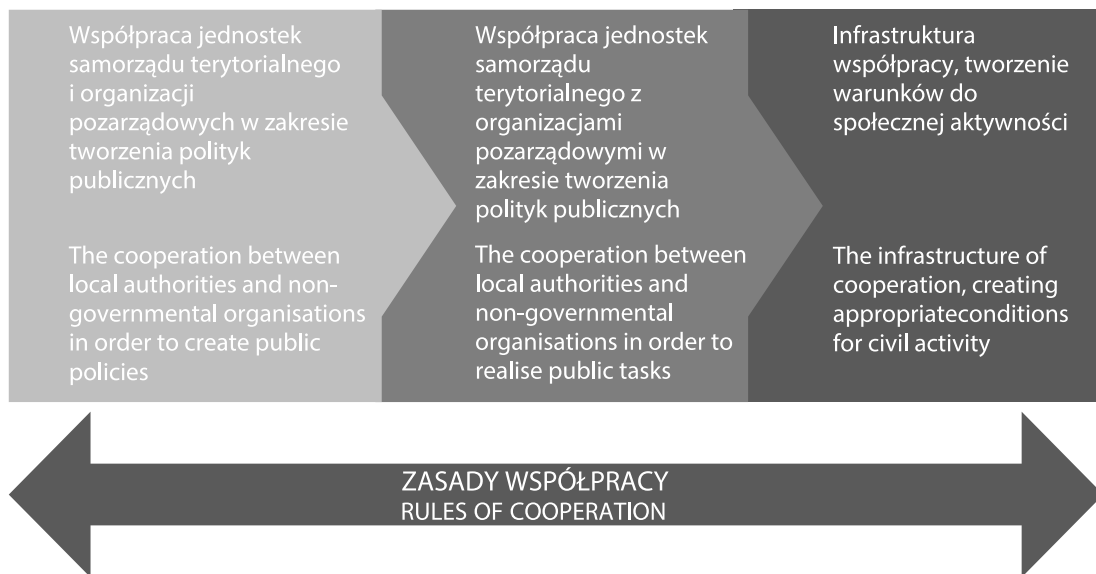 Współpraca jednostek
samorządu terytorialnego
i organizacji
pozarządowych w zakresie
tworzenia polityk
publicznych
The cooperation between
local authorities and non-
governmental organisations
in order to create public
policies
Współpraca jednostek
samorządu
terytorialnego z
organizacjami
pozarządowymi w
zakresie tworzenia
polityk publicznych
The cooperation between
local authorities and
non-governmental
organisations in order to
realise public tasks
Infrastruktura
współpracy, tworzenie
warunków do
społecznej aktywności
The infrastructure of
cooperation, creating
appropriateconditions
for civil activity
ZASADY WSPÓŁPRACY
RULES OF COOPERATION